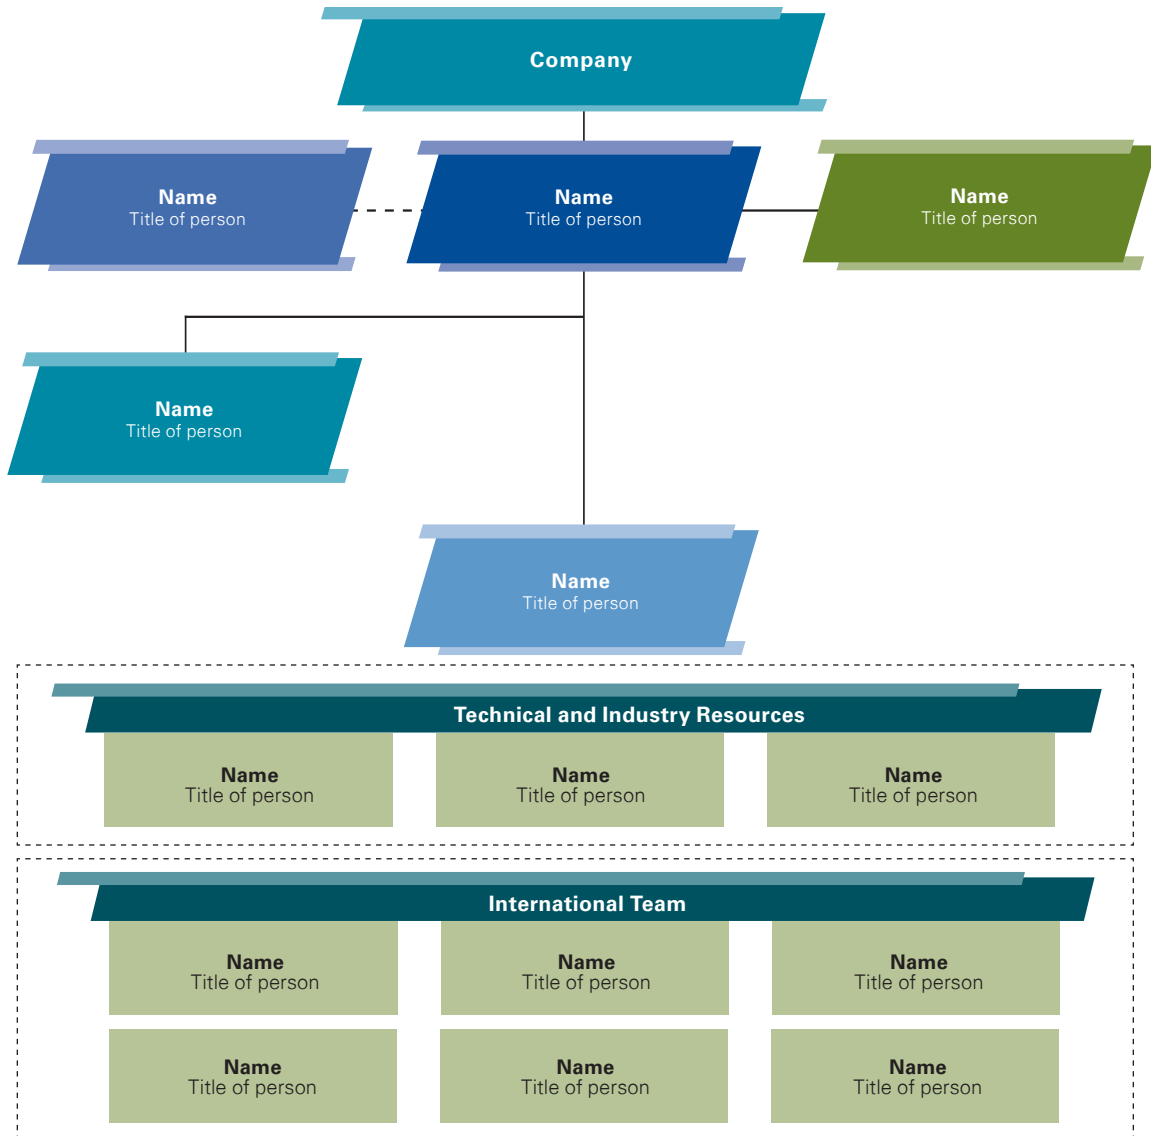 Company
Name
Title of person
Name
Title of person
Name
Title of person
Name
Title of person
Name
Title of person
Technical and Industry Resources
Name
Title of person
Name
Title of person
Name
Title of person
International Team
Name
Title of person
Name
Title of person
Name
Title of person
Name
Title of person
Name
Title of person
Name
Title of person